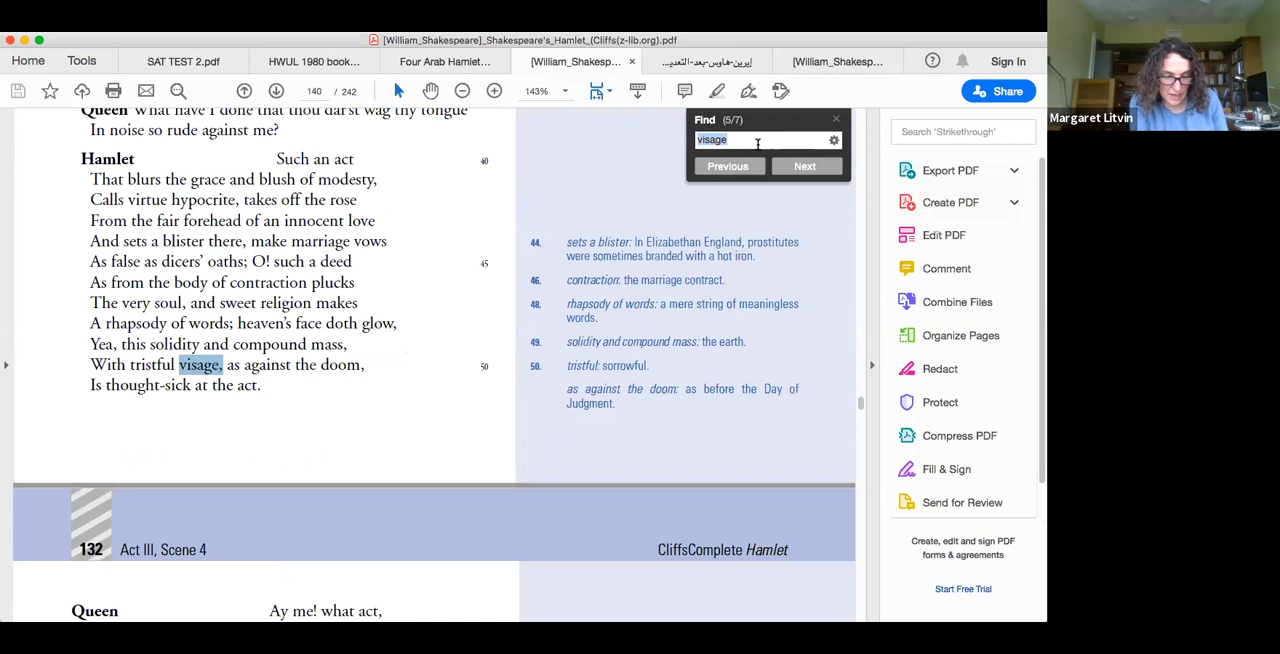 [William_Shakespeare]_Shakespeare's_Hamlet_(Cliffs(z-lib.org).pdf
Home
Tools
SAT TEST 2.pdf
HWUL 1980 book...
Four Arab Hamlet...
[William_Shakesp... ×
إيرين-هاوس-بعد-التعديـ...
[William_Shakesp...
Sign In
140 / 242
143%
Share
Find (5/7)
visage
Previous
Next
Margaret Litvin
Search 'Strikethrough'
Export PDF
Create PDF
Edit PDF
Comment
Combine Files
Organize Pages
Redact
Protect
Compress PDF
Fill & Sign
Send for Review
Create, edit and sign PDF
forms & agreements
Start Free Trial
Queen What have I done that thou dar'st wag thy tongue
In noise so rude against me?
Hamlet Such an act 40
That blurs the grace and blush of modesty,
Calls virtue hypocrite, takes off the rose
From the fair forehead of an innocent love
And sets a blister there, make marriage vows
As false as dicers' oaths; O! such a deed 45
As from the body of contraction plucks
The very soul, and sweet religion makes
A rhapsody of words; heaven's face doth glow,
Yea, this solidity and compound mass,
With tristful visage, as against the doom, 50
Is thought-sick at the act.
44. sets a blister: In Elizabethan England, prostitutes
were sometimes branded with a hot iron.
46. contraction: the marriage contract.
48. rhapsody of words: a mere string of meaningless
words.
49. solidity and compound mass: the earth.
50. tristful: sorrowful.
as against the doom: as before the Day of
Judgment.
132 Act III, Scene 4
CliffsComplete Hamlet
Queen Ay me! what act,